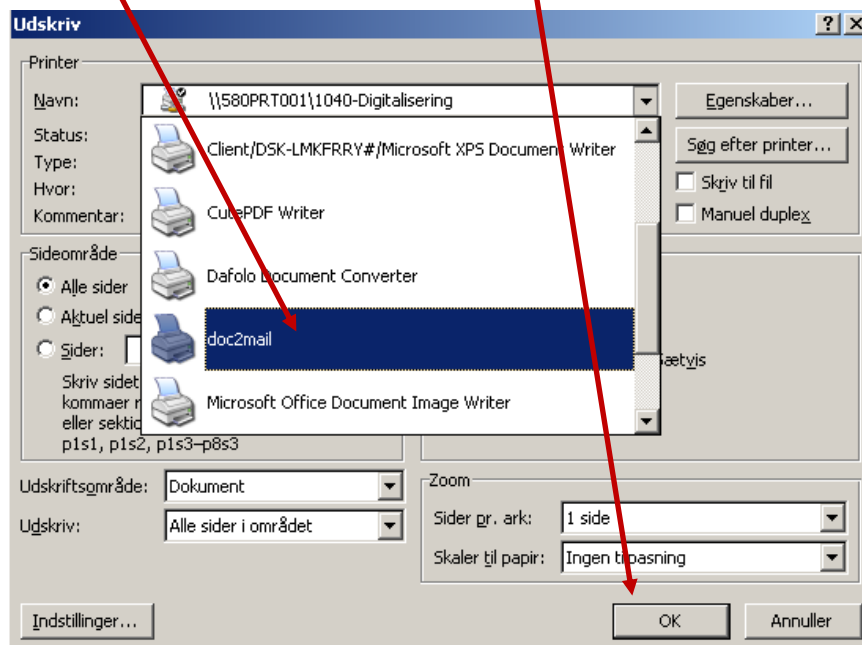 Udskriv
Printer
Navn:
\\580PRT001\1040-Digitalisering
Egenskaber...
Status:
Client/DSK-LMKFRRY#/Microsoft XPS Document Writer
Søg efter printer...
Type:
Hvor:
Skriv til fil
Kommentar:
CutePDF Writer
Manuel duplex
Sideområde
Alle sider
Dafolo Document Converter
Aktuel side
doc2mail
Sider:
Sætvis
Skriv sidet
kommaer r
Microsoft Office Document Image Writer
eller sektio
p1s1, p1s2, p1s3–p8s3
Udskriftsområde:
Dokument
Zoom
Sider pr. ark:
1 side
Udskriv:
Alle sider i området
Skaler til papir:
Ingen tilpasning
Indstillinger...
OK
Annuller